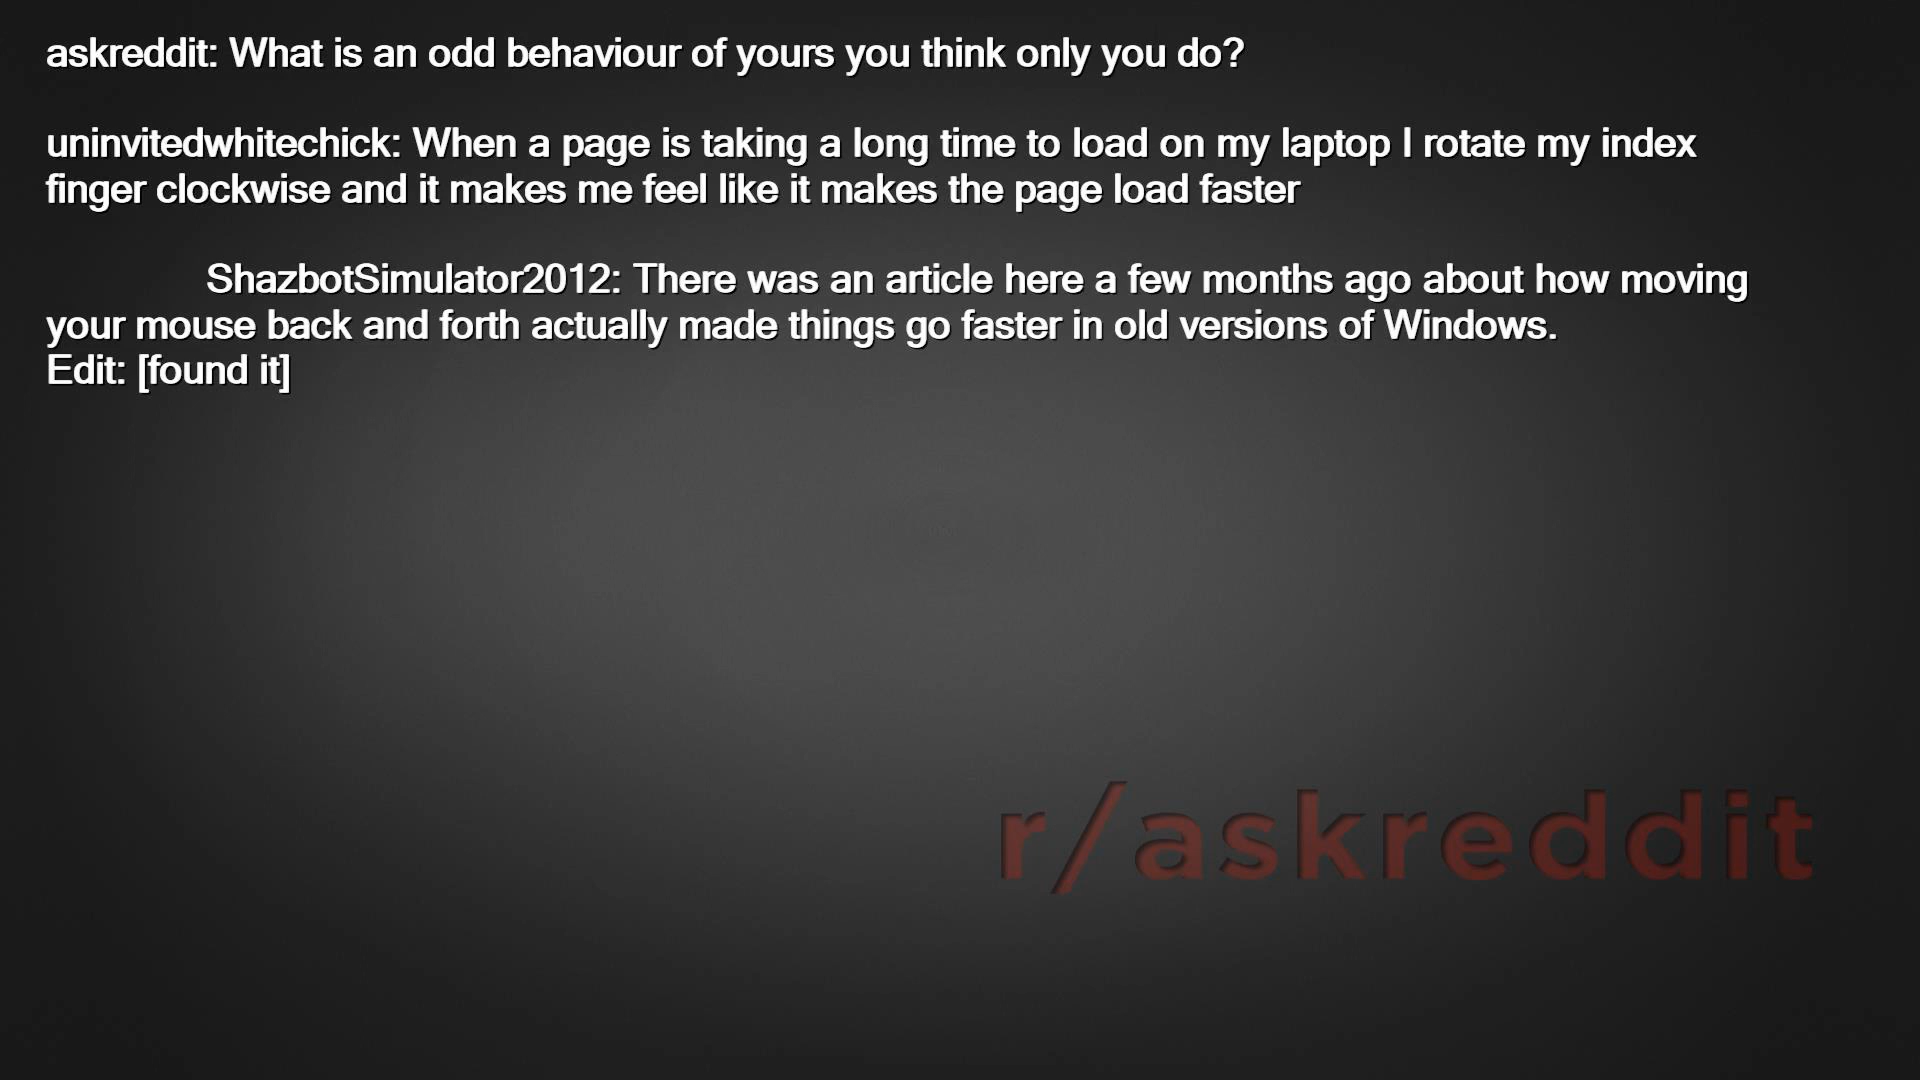 askreddit: What is an odd behaviour of yours you think only you do?
uninvitedwhitechick: When a page is taking a long time to load on my laptop I rotate my index
finger clockwise and it makes me feel like it makes the page load faster
ShazbotSimulator2012: There was an article here a few months ago about how moving
your mouse back and forth actually made things go faster in old versions of Windows.
Edit: [found it]
r/askreddit